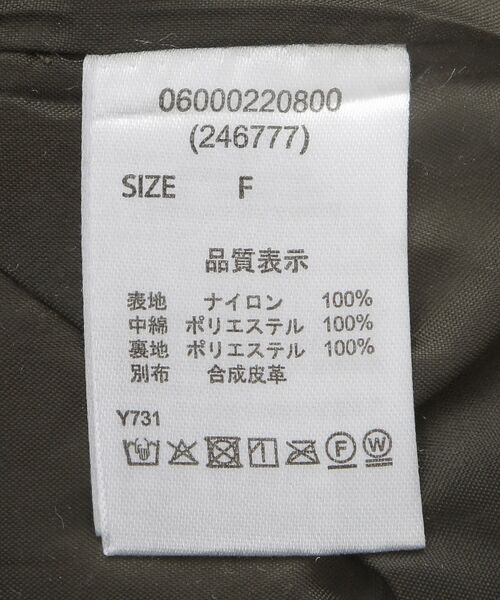 06000220800
(246777)
SIZE F
品質表示
表地 ナイロン 100%
中綿 ポリエステル 100%
裏地 ポリエステル 100%
別布 合成皮革
Y731
F W